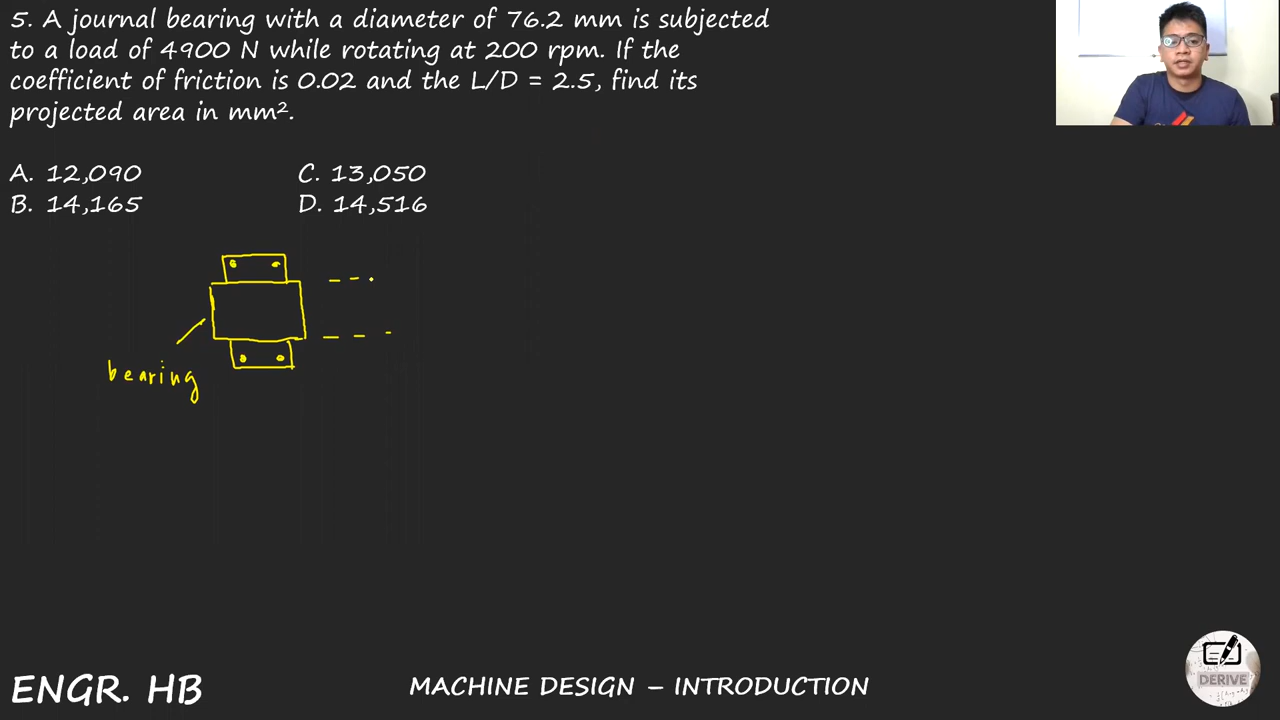 5. A journal bearing with a diameter of 76.2 mm is subjected
to a load of 4900 N while rotating at 200 rpm. If the
coefficient of friction is 0.02 and the L/D = 2.5, find its
projected area in mm².
A. 12,090 C. 13,050
B. 14,165 D. 14,516
bearing
DERIVE
ENGR. HB MACHINE DESIGN – INTRODUCTION